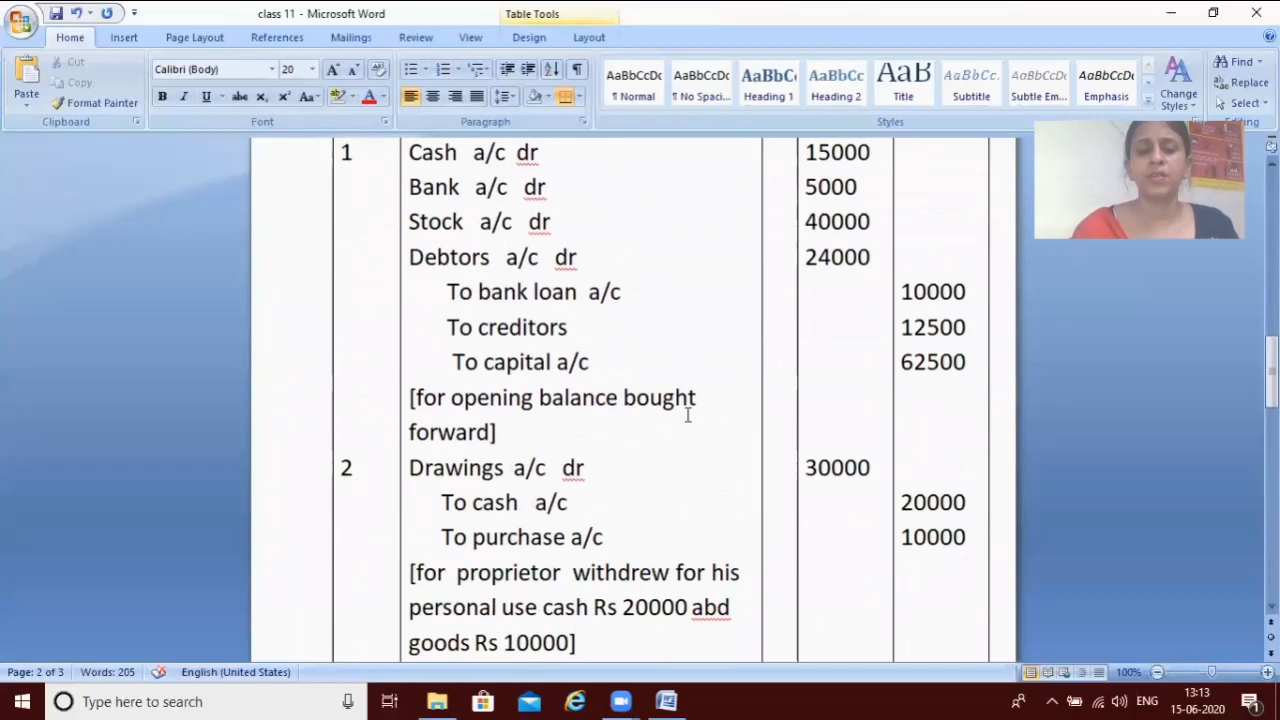 class 11 - Microsoft Word
Table Tools
Home Insert Page Layout References Mailings Review View Design Layout
Paste
Cut
Copy
Format Painter
Clipboard
Calibri (Body) 20
Font
Paragraph
AaBbCcDc AaBbCcDc AaBbC AaBbCc AaB AaBbCc. AaBbCcDc AaBbCcDc
¶ Normal ¶ No Spaci... Heading 1 Heading 2 Title Subtitle Subtle Em... Emphasis
Change Styles
Styles
Find
Replace
Select
Editing
1 Cash a/c dr 15000
Bank a/c dr 5000
Stock a/c dr 40000
Debtors a/c dr 24000
To bank loan a/c 10000
To creditors 12500
To capital a/c 62500
[for opening balance bought
forward]
2 Drawings a/c dr 30000
To cash a/c 20000
To purchase a/c 10000
[for proprietor withdrew for his
personal use cash Rs 20000 abd
goods Rs 10000]
Page: 2 of 3 Words: 205 English (United States) 100%
Type here to search
ENG
13:13
15-06-2020